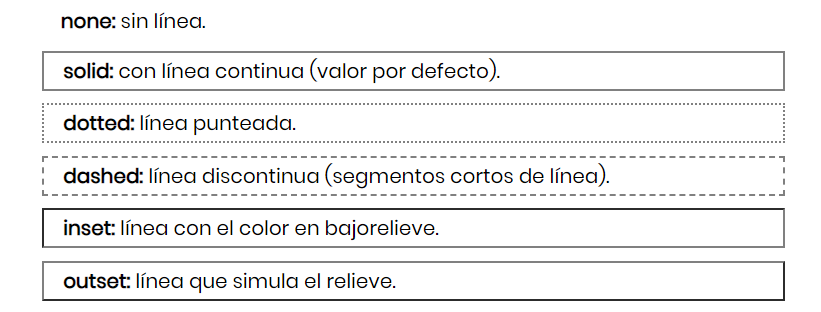 none: sin línea.
solid: con línea continua (valor por defecto).
dotted: línea punteada.
dashed: línea discontinua (segmentos cortos de línea).
inset: línea con el color en bajorelieve.
outset: línea que simula el relieve.